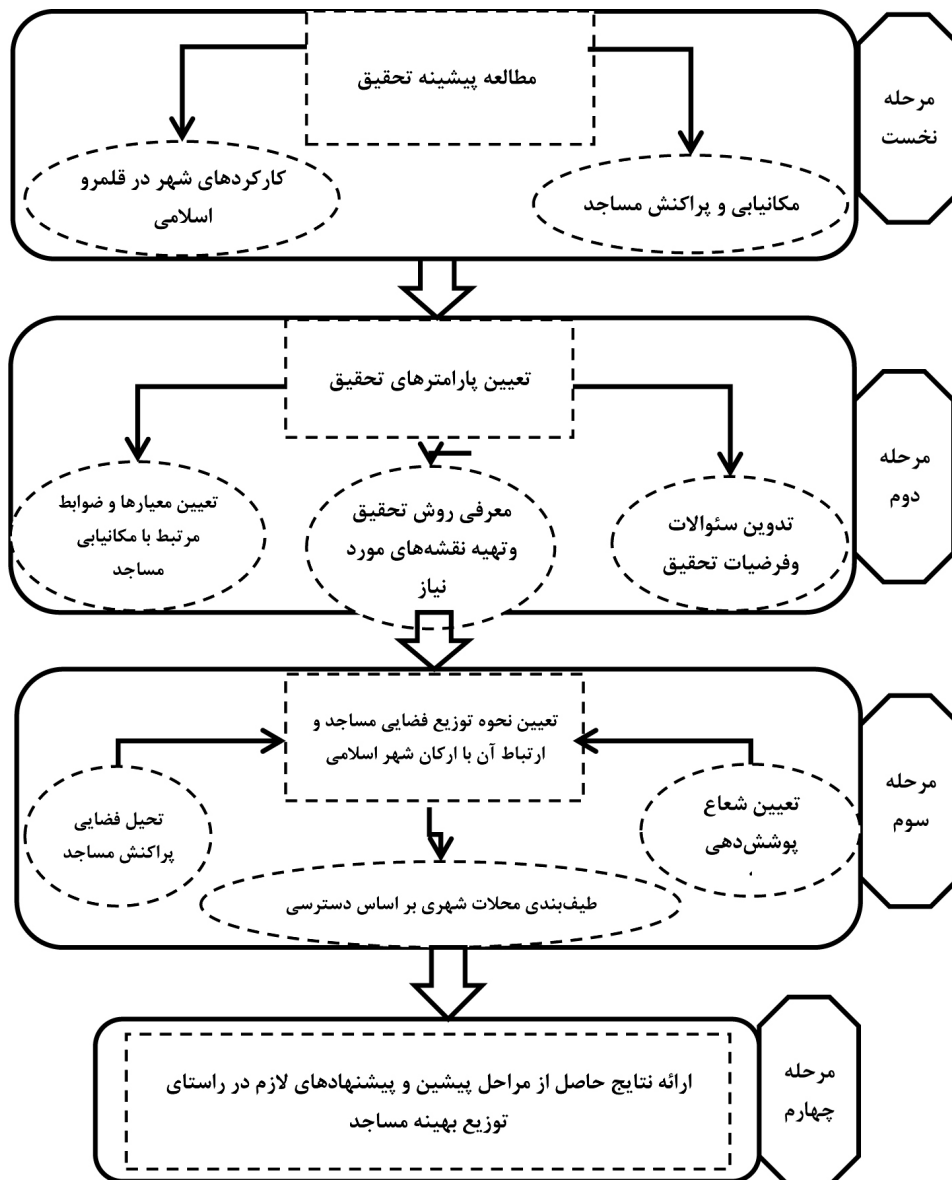 مطالعه پیشینه تحقیق
مرحله
نخست
مکانیابی و پراکنش مساجد
کارکردهای شهر در قلمرو
اسلامی
تعیین پارامترهای تحقیق
مرحله
دوم
تدوین سئوالات
وفرضیات تحقیق
معرفی روش تحقیق
وتهیه نقشه‌های مورد
نیاز
تعیین معیارها و ضوابط
مرتبط با مکانیابی
مساجد
تعیین نحوه توزیع فضایی مساجد و
ارتباط آن با ارکان شهر اسلامی
مرحله
سوم
تعیین شعاع
پوشش‌دهی
تحیل فضایی
پراکنش مساجد
طیف‌بندی محلات شهری بر اساس دسترسی
مرحله
چهارم
ارائه نتایج حاصل از مراحل پیشین و پیشنهادهای لازم در راستای
توزیع بهینه مساجد